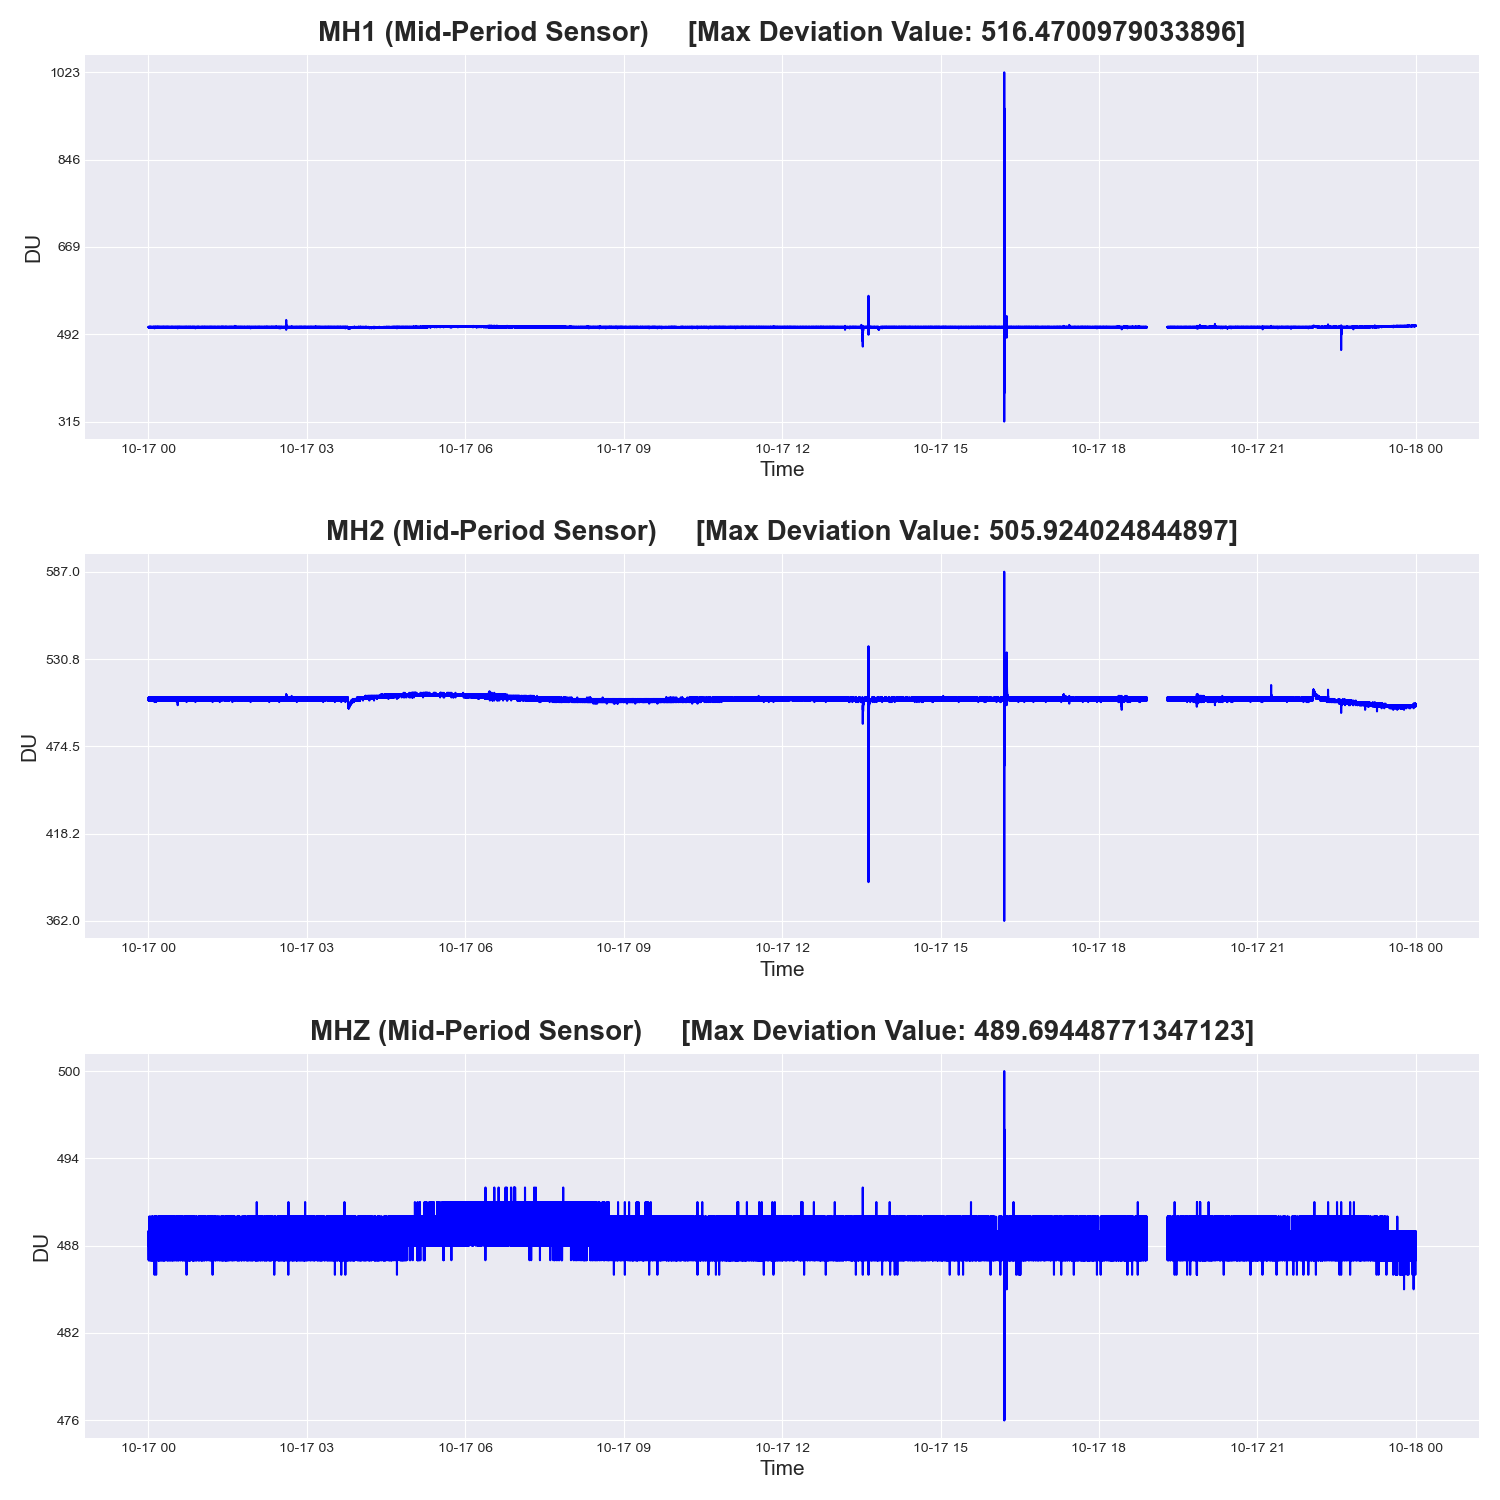 MH1 (Mid-Period Sensor) [Max Deviation Value: 516.4700979033896]
1023
846
669
492
315
DU
10-17 00 10-17 03 10-17 06 10-17 09 10-17 12 10-17 15 10-17 18 10-17 21 10-18 00
Time
MH2 (Mid-Period Sensor) [Max Deviation Value: 505.924024844897]
587.0
530.8
474.5
418.2
362.0
DU
10-17 00 10-17 03 10-17 06 10-17 09 10-17 12 10-17 15 10-17 18 10-17 21 10-18 00
Time
MHZ (Mid-Period Sensor) [Max Deviation Value: 489.69448771347123]
500
494
488
482
476
DU
10-17 00 10-17 03 10-17 06 10-17 09 10-17 12 10-17 15 10-17 18 10-17 21 10-18 00
Time